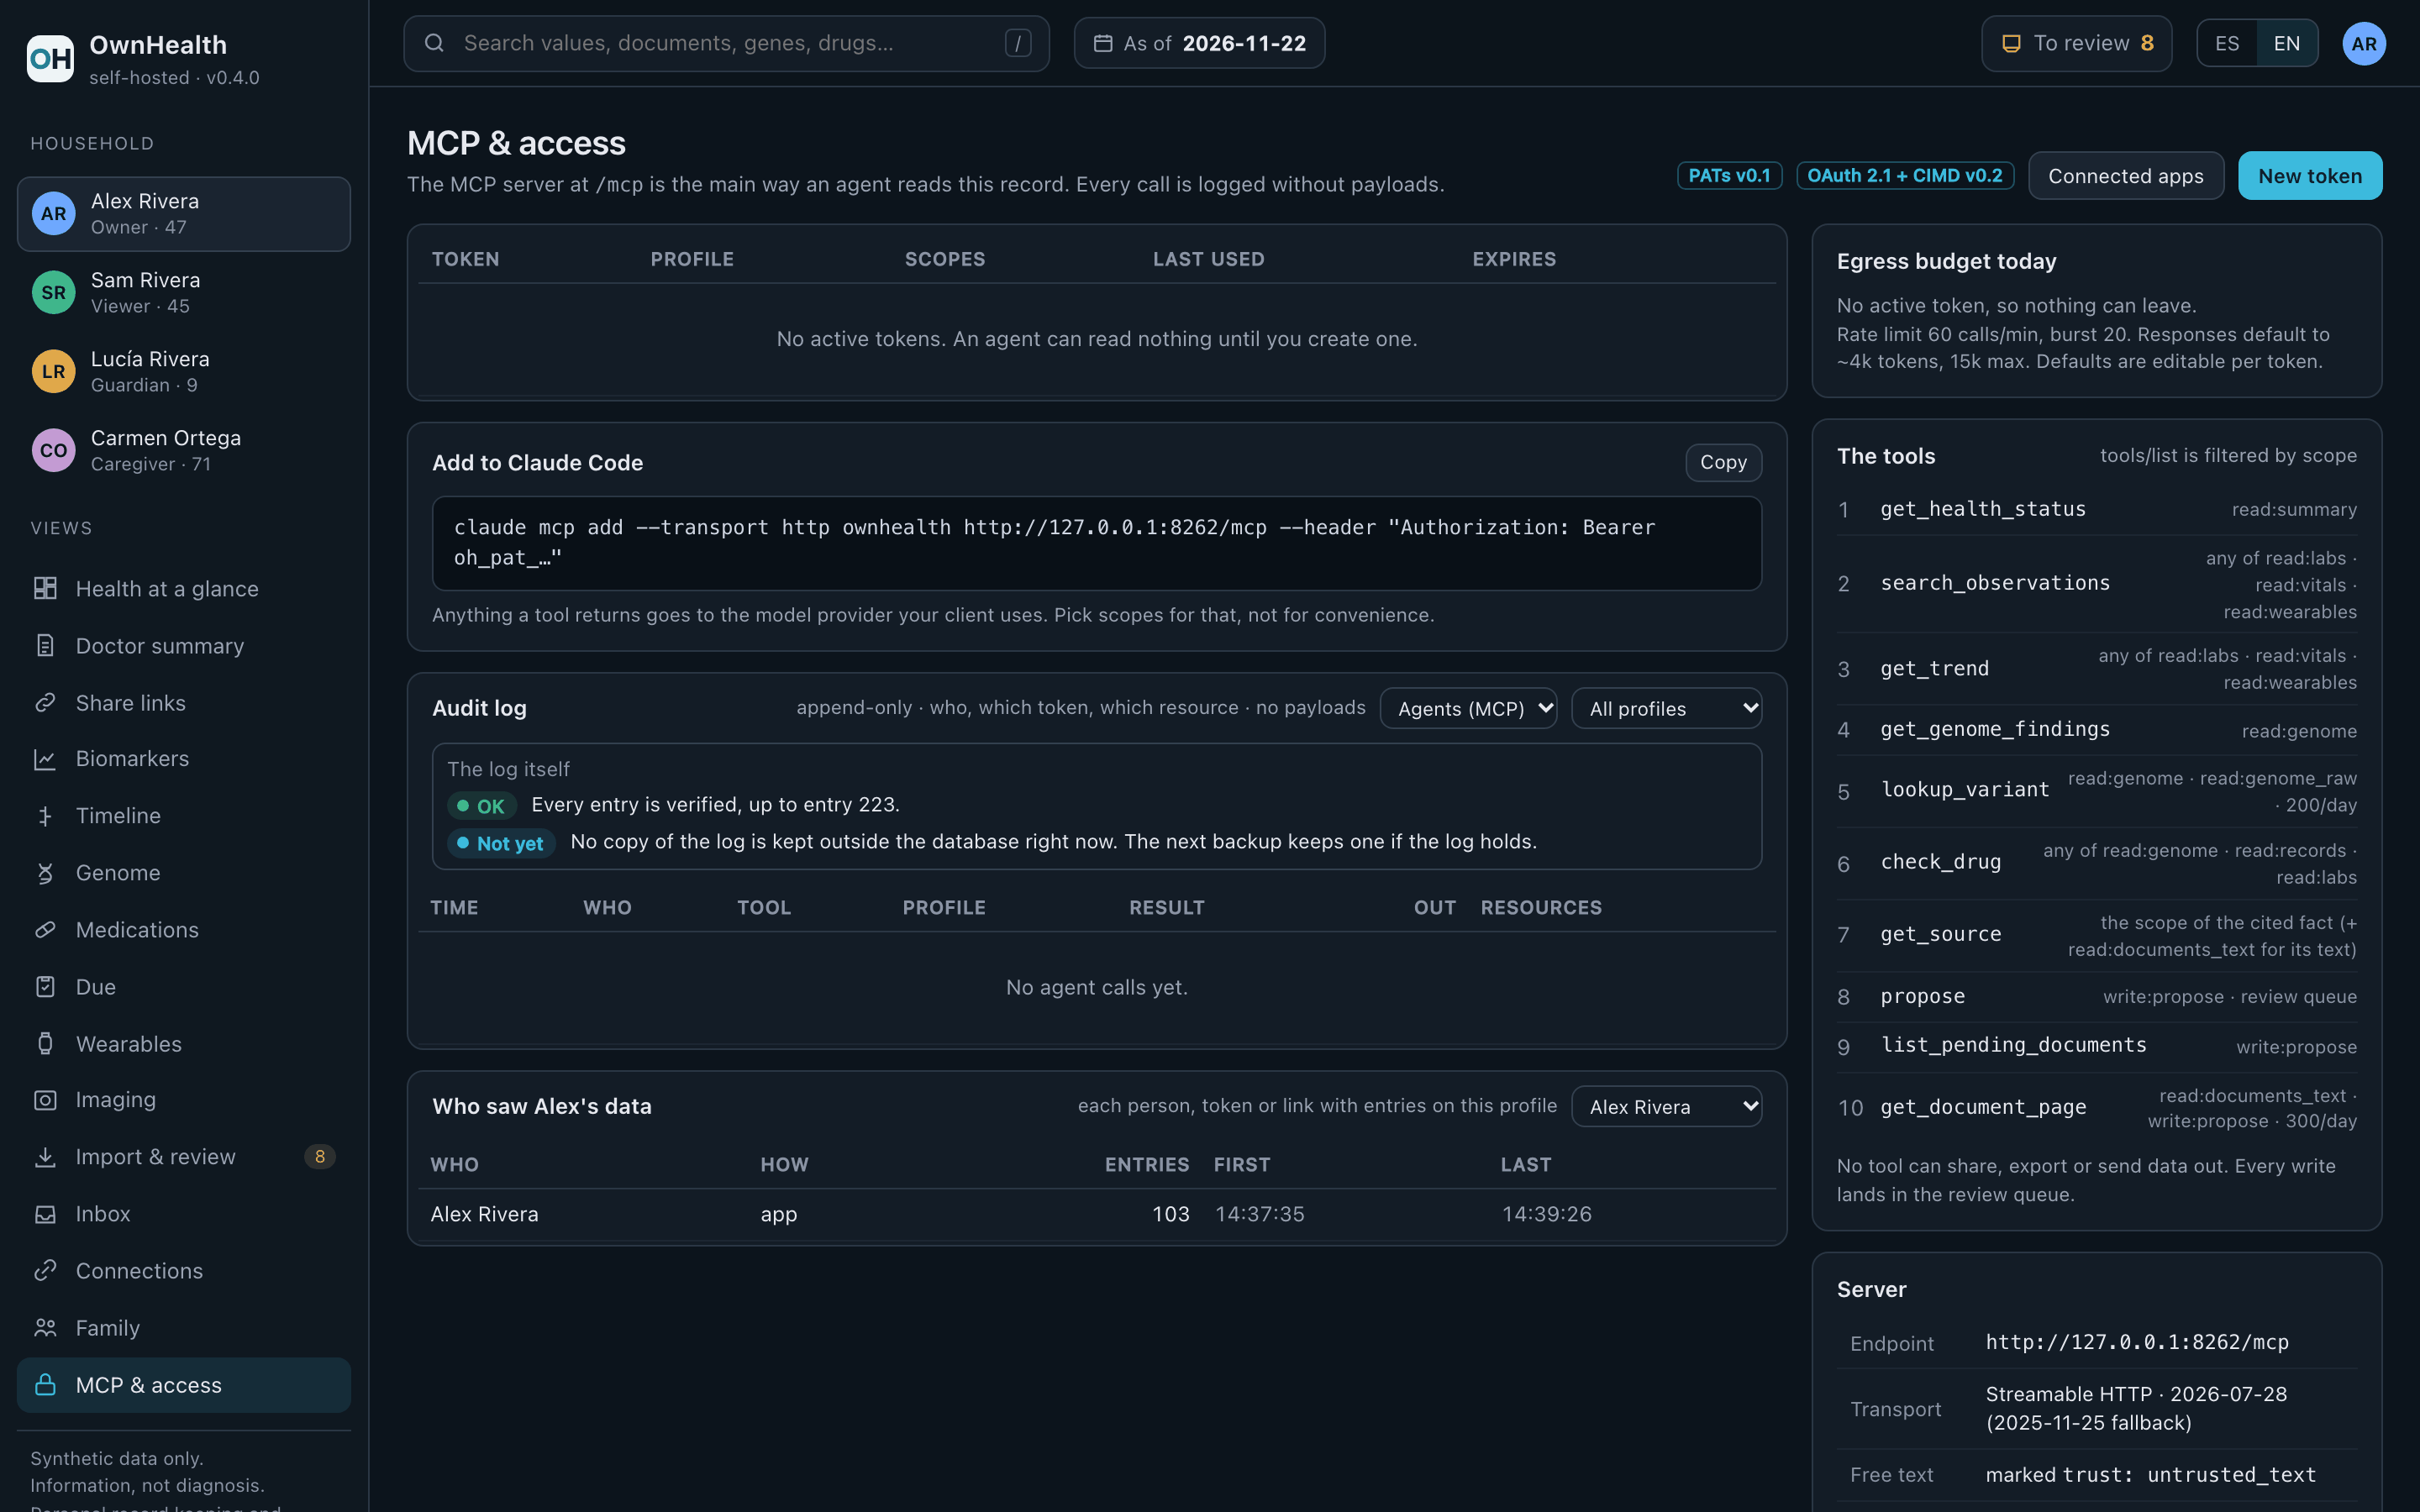 OH
OwnHealth
self-hosted · v0.4.0
HOUSEHOLD
AR
Alex Rivera
Owner · 47
SR
Sam Rivera
Viewer · 45
LR
Lucía Rivera
Guardian · 9
CO
Carmen Ortega
Caregiver · 71
VIEWS
Health at a glance
Doctor summary
Share links
Biomarkers
Timeline
Genome
Medications
Due
Wearables
Imaging
Import & review 8
Inbox
Connections
Family
MCP & access
Synthetic data only.
Information, not diagnosis.
Personal record keeping and
Search values, documents, genes, drugs... /
As of 2026-11-22
To review 8
ES EN
AR
MCP & access
The MCP server at /mcp is the main way an agent reads this record. Every call is logged without payloads.
PATs v0.1
OAuth 2.1 + CIMD v0.2
Connected apps
New token
TOKEN PROFILE SCOPES LAST USED EXPIRES
No active tokens. An agent can read nothing until you create one.
Add to Claude Code
Copy
claude mcp add --transport http ownhealth http://127.0.0.1:8262/mcp --header "Authorization: Bearer
oh_pat_…"
Anything a tool returns goes to the model provider your client uses. Pick scopes for that, not for convenience.
Audit log
append-only · who, which token, which resource · no payloads
Agents (MCP)
All profiles
The log itself
OK Every entry is verified, up to entry 223.
Not yet No copy of the log is kept outside the database right now. The next backup keeps one if the log holds.
TIME WHO TOOL PROFILE RESULT OUT RESOURCES
No agent calls yet.
Who saw Alex's data
each person, token or link with entries on this profile
Alex Rivera
WHO HOW ENTRIES FIRST LAST
Alex Rivera app 103 14:37:35 14:39:26
Egress budget today
No active token, so nothing can leave.
Rate limit 60 calls/min, burst 20. Responses default to
~4k tokens, 15k max. Defaults are editable per token.
The tools
tools/list is filtered by scope
1 get_health_status read:summary
2 search_observations any of read:labs ·
read:vitals ·
read:wearables
3 get_trend any of read:labs · read:vitals ·
read:wearables
4 get_genome_findings read:genome
5 lookup_variant read:genome · read:genome_raw
· 200/day
6 check_drug any of read:genome · read:records ·
read:labs
7 get_source the scope of the cited fact (+
read:documents_text for its text)
8 propose write:propose · review queue
9 list_pending_documents write:propose
10 get_document_page read:documents_text ·
write:propose · 300/day
No tool can share, export or send data out. Every write
lands in the review queue.
Server
Endpoint http://127.0.0.1:8262/mcp
Transport Streamable HTTP · 2026-07-28
(2025-11-25 fallback)
Free text marked trust: untrusted_text